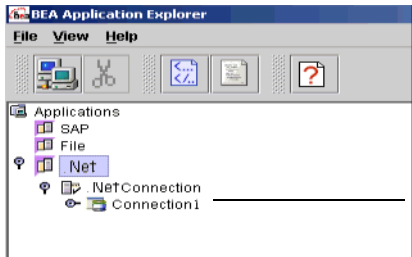 BEA Application Explorer
File View Help
Applications
SAP
File
.Net
.NetConnection
Connection1